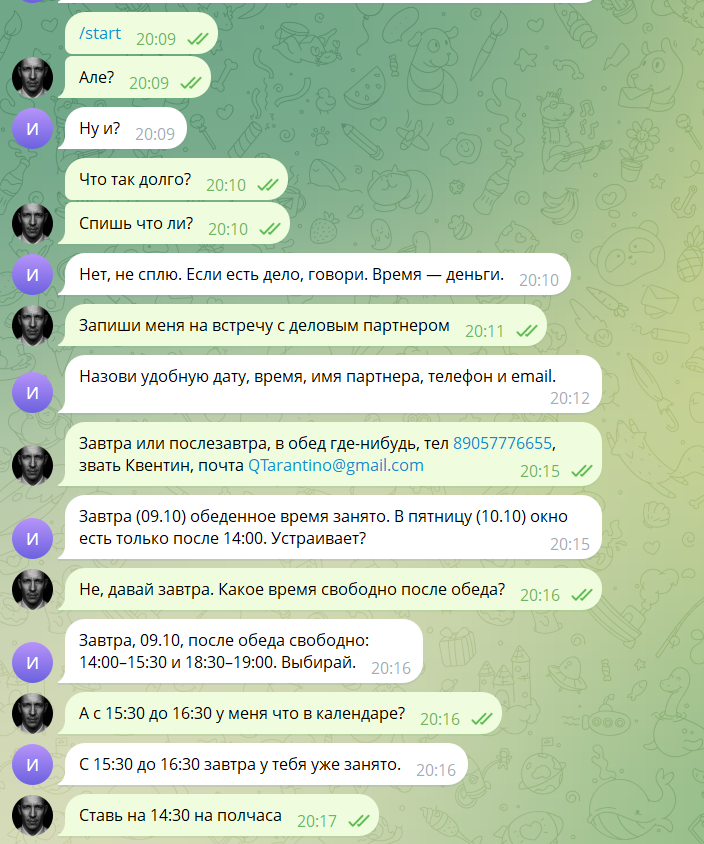 /start 20:09
Але? 20:09
И
Ну и? 20:09
Что так долго? 20:10
Спишь что ли? 20:10
И
Нет, не сплю. Если есть дело, говори. Время — деньги. 20:10
Запиши меня на встречу с деловым партнером 20:11
И
Назови удобную дату, время, имя партнера, телефон и email.
20:12
Завтра или послезавтра, в обед где-нибудь, тел 89057776655,
звать Квентин, почта QTarantino@gmail.com 20:15
И
Завтра (09.10) обеденное время занято. В пятницу (10.10) окно
есть только после 14:00. Устраивает? 20:15
Не, давай завтра. Какое время свободно после обеда? 20:16
И
Завтра, 09.10, после обеда свободно:
14:00–15:30 и 18:30–19:00. Выбирай. 20:16
А с 15:30 до 16:30 у меня что в календаре? 20:16
И
С 15:30 до 16:30 завтра у тебя уже занято. 20:16
Ставь на 14:30 на полчаса 20:17